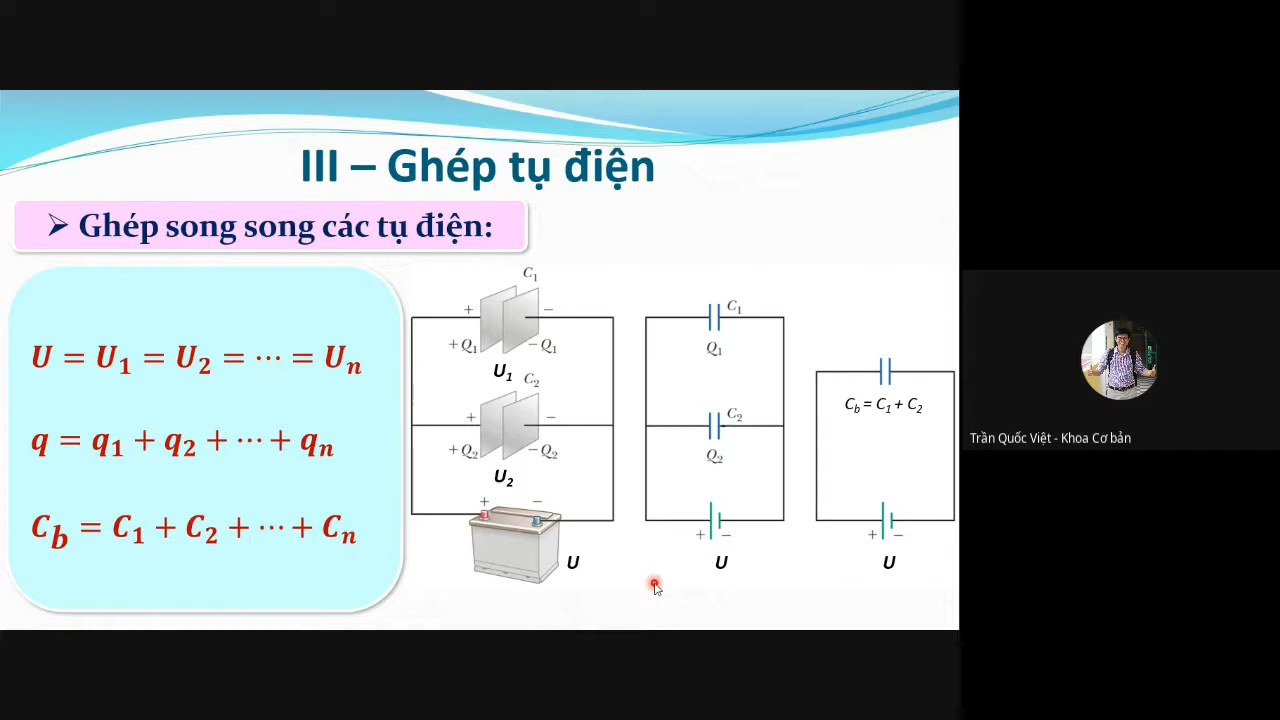 III – Ghép tụ điện
➢ Ghép song song các tụ điện:
U = U₁ = U₂ = ⋯ = Uₙ
q = q₁ + q₂ + ⋯ + qₙ
C_b = C₁ + C₂ + ⋯ + Cₙ
C₁
+ −
+Q₁ −Q₁
U₁
C₂
+ −
+Q₂ −Q₂
U₂
+ −
U
C₁
Q₁
C₂
Q₂
+ −
U
C_b = C₁ + C₂
+ −
U
Trần Quốc Việt - Khoa Cơ bản